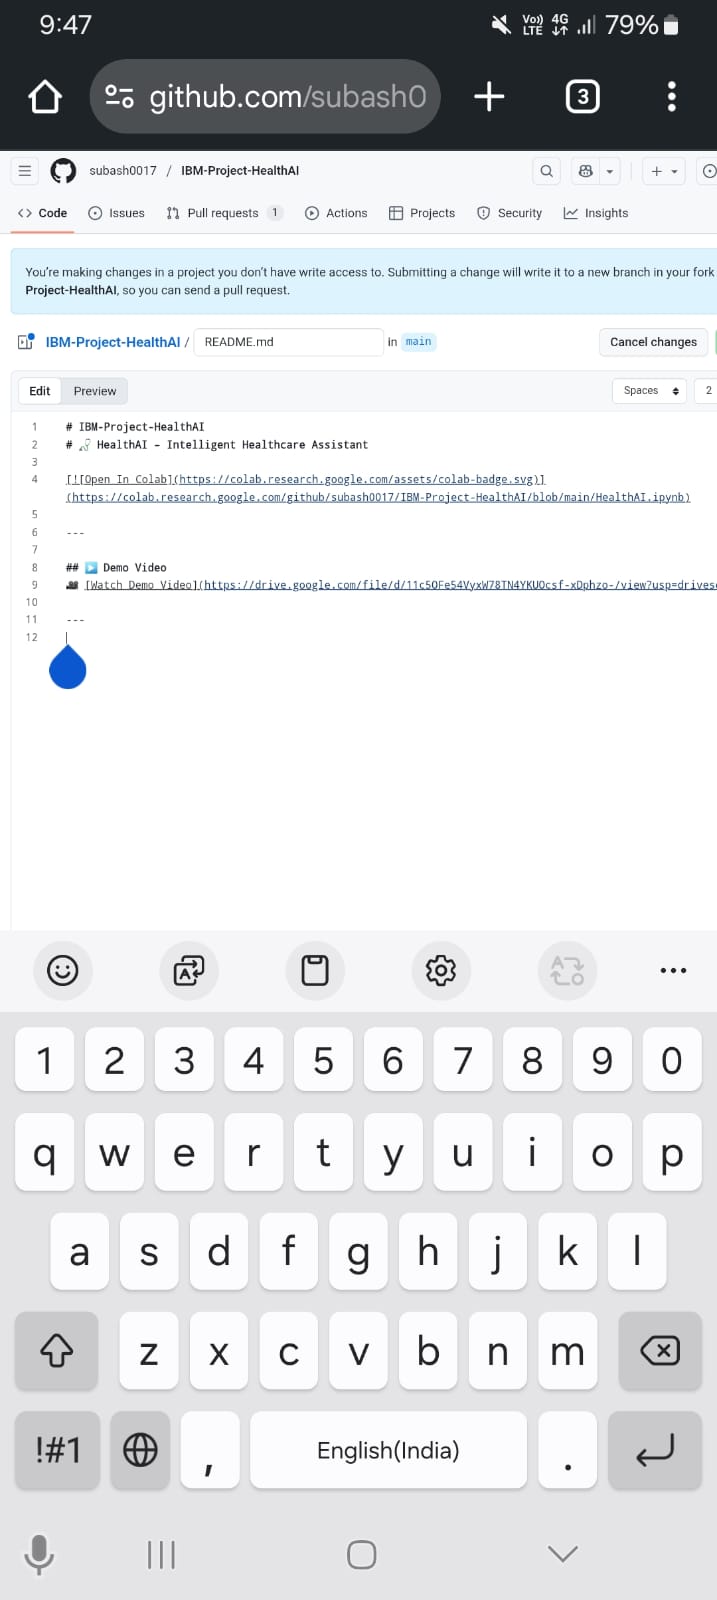 9:47 Vo)) LTE 4G 79%
github.com/subash0 3
subash0017 / IBM-Project-HealthAI
Code Issues Pull requests 1 Actions Projects Security Insights
You're making changes in a project you don't have write access to. Submitting a change will write it to a new branch in your fork
Project-HealthAI, so you can send a pull request.
IBM-Project-HealthAI / README.md in main Cancel changes
Edit Preview Spaces 2
1 # IBM-Project-HealthAI
2 # 🩺 HealthAI - Intelligent Healthcare Assistant
3
4 [![Open In Colab](https://colab.research.google.com/assets/colab-badge.svg)]
(https://colab.research.google.com/github/subash0017/IBM-Project-HealthAI/blob/main/HealthAI.ipynb)
5
6 ---
7
8 ## ▶️ Demo Video
9 🎥 [Watch Demo Video](https://drive.google.com/file/d/11c5OFe54VyxW78TN4YKUOcsf-xDphzo-/view?usp=drives
10
11 ---
12
1 2 3 4 5 6 7 8 9 0
q w e r t y u i o p
a s d f g h j k l
z x c v b n m
!#1 , English(India) .